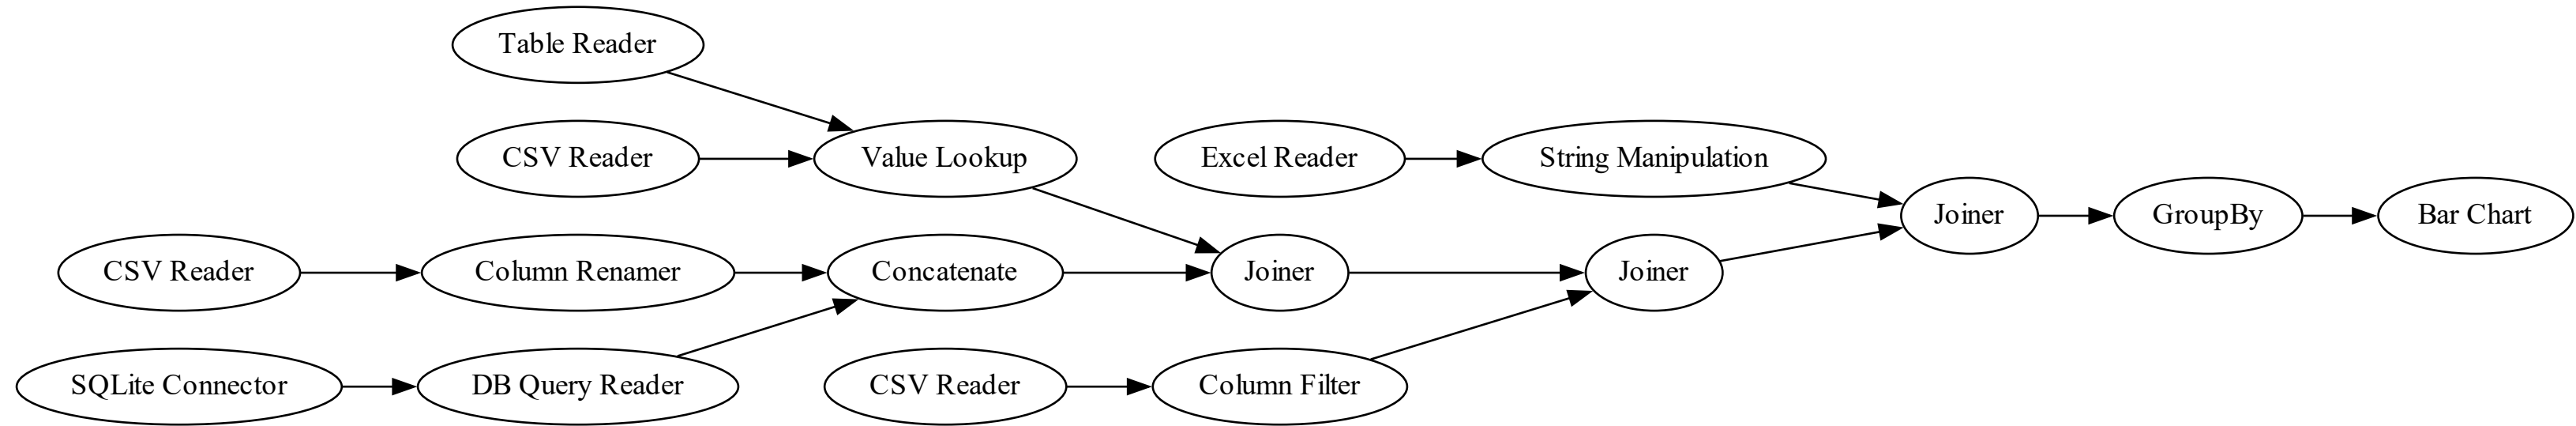 Table Reader
CSV Reader
Value Lookup
Excel Reader
String Manipulation
Joiner
GroupBy
Bar Chart
CSV Reader
Column Renamer
Concatenate
Joiner
Joiner
SQLite Connector
DB Query Reader
CSV Reader
Column Filter